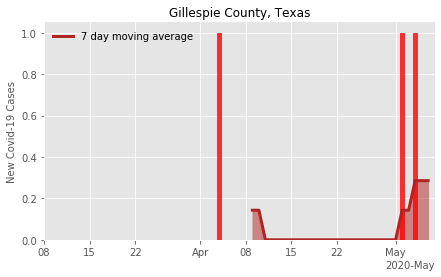 Gillespie County, Texas
7 day moving average
New Covid-19 Cases
1.0
0.8
0.6
0.4
0.2
0.0
08 15 22 Apr 08 15 22 May
2020-May